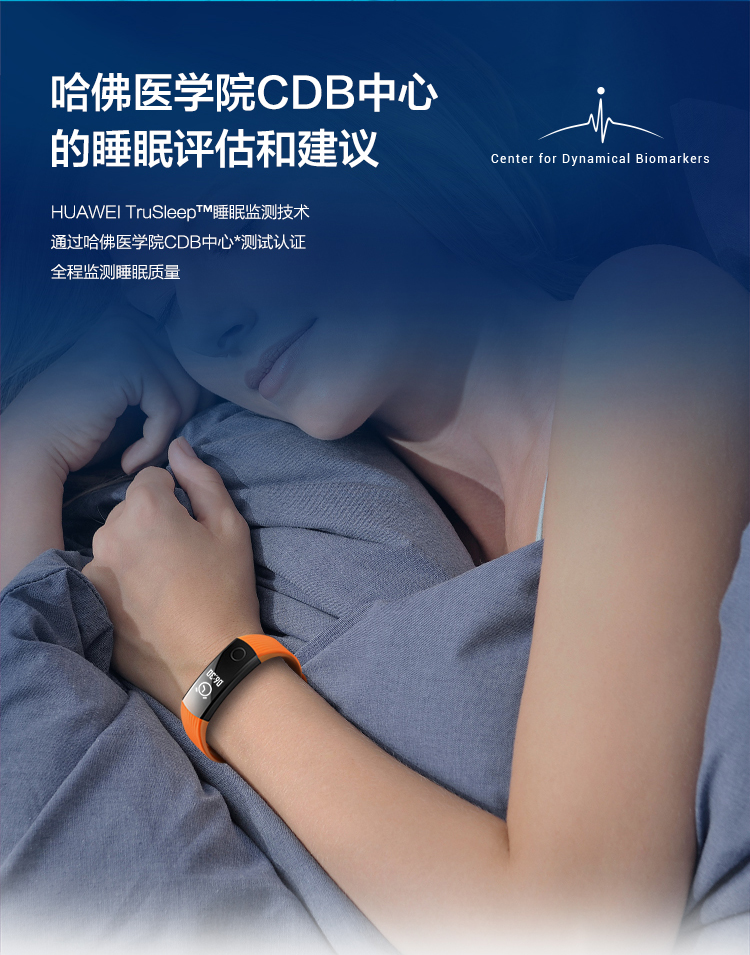 哈佛医学院CDB中心
的睡眠评估和建议
Center for Dynamical Biomarkers
HUAWEI TruSleep™睡眠监测技术
通过哈佛医学院CDB中心*测试认证
全程监测睡眠质量
06:30